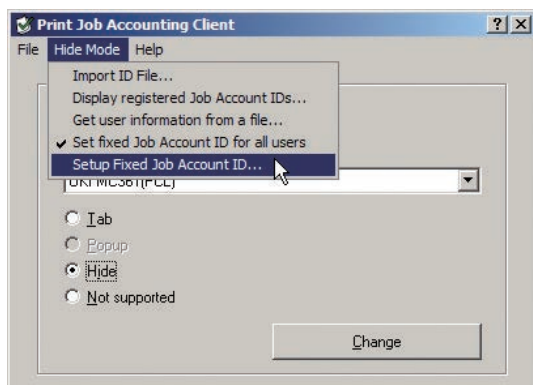 Print Job Accounting Client
File Hide Mode Help
Import ID File...
Display registered Job Account IDs...
Get user information from a file...
Set fixed Job Account ID for all users
Setup Fixed Job Account ID...
MC361(PCL)
Tab
Popup
Hide
Not supported
Change